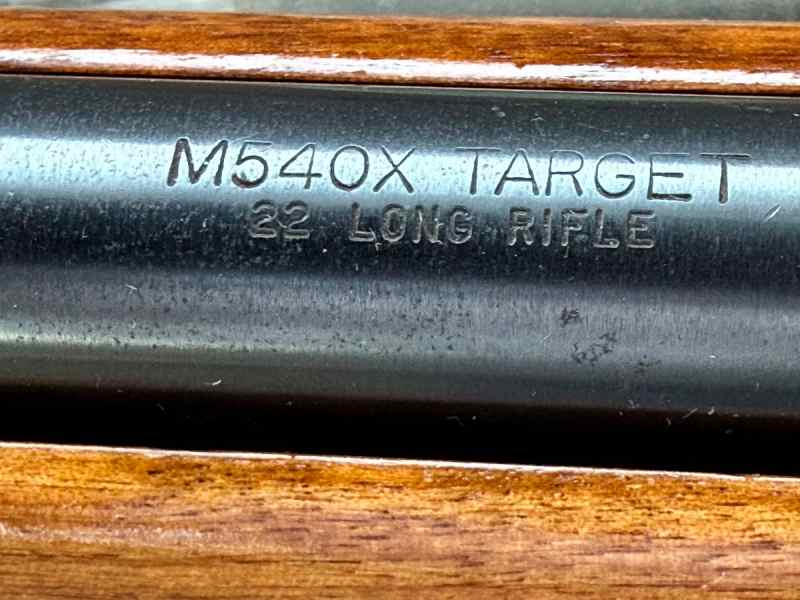 M540X TARGET
22 LONG RIFLE